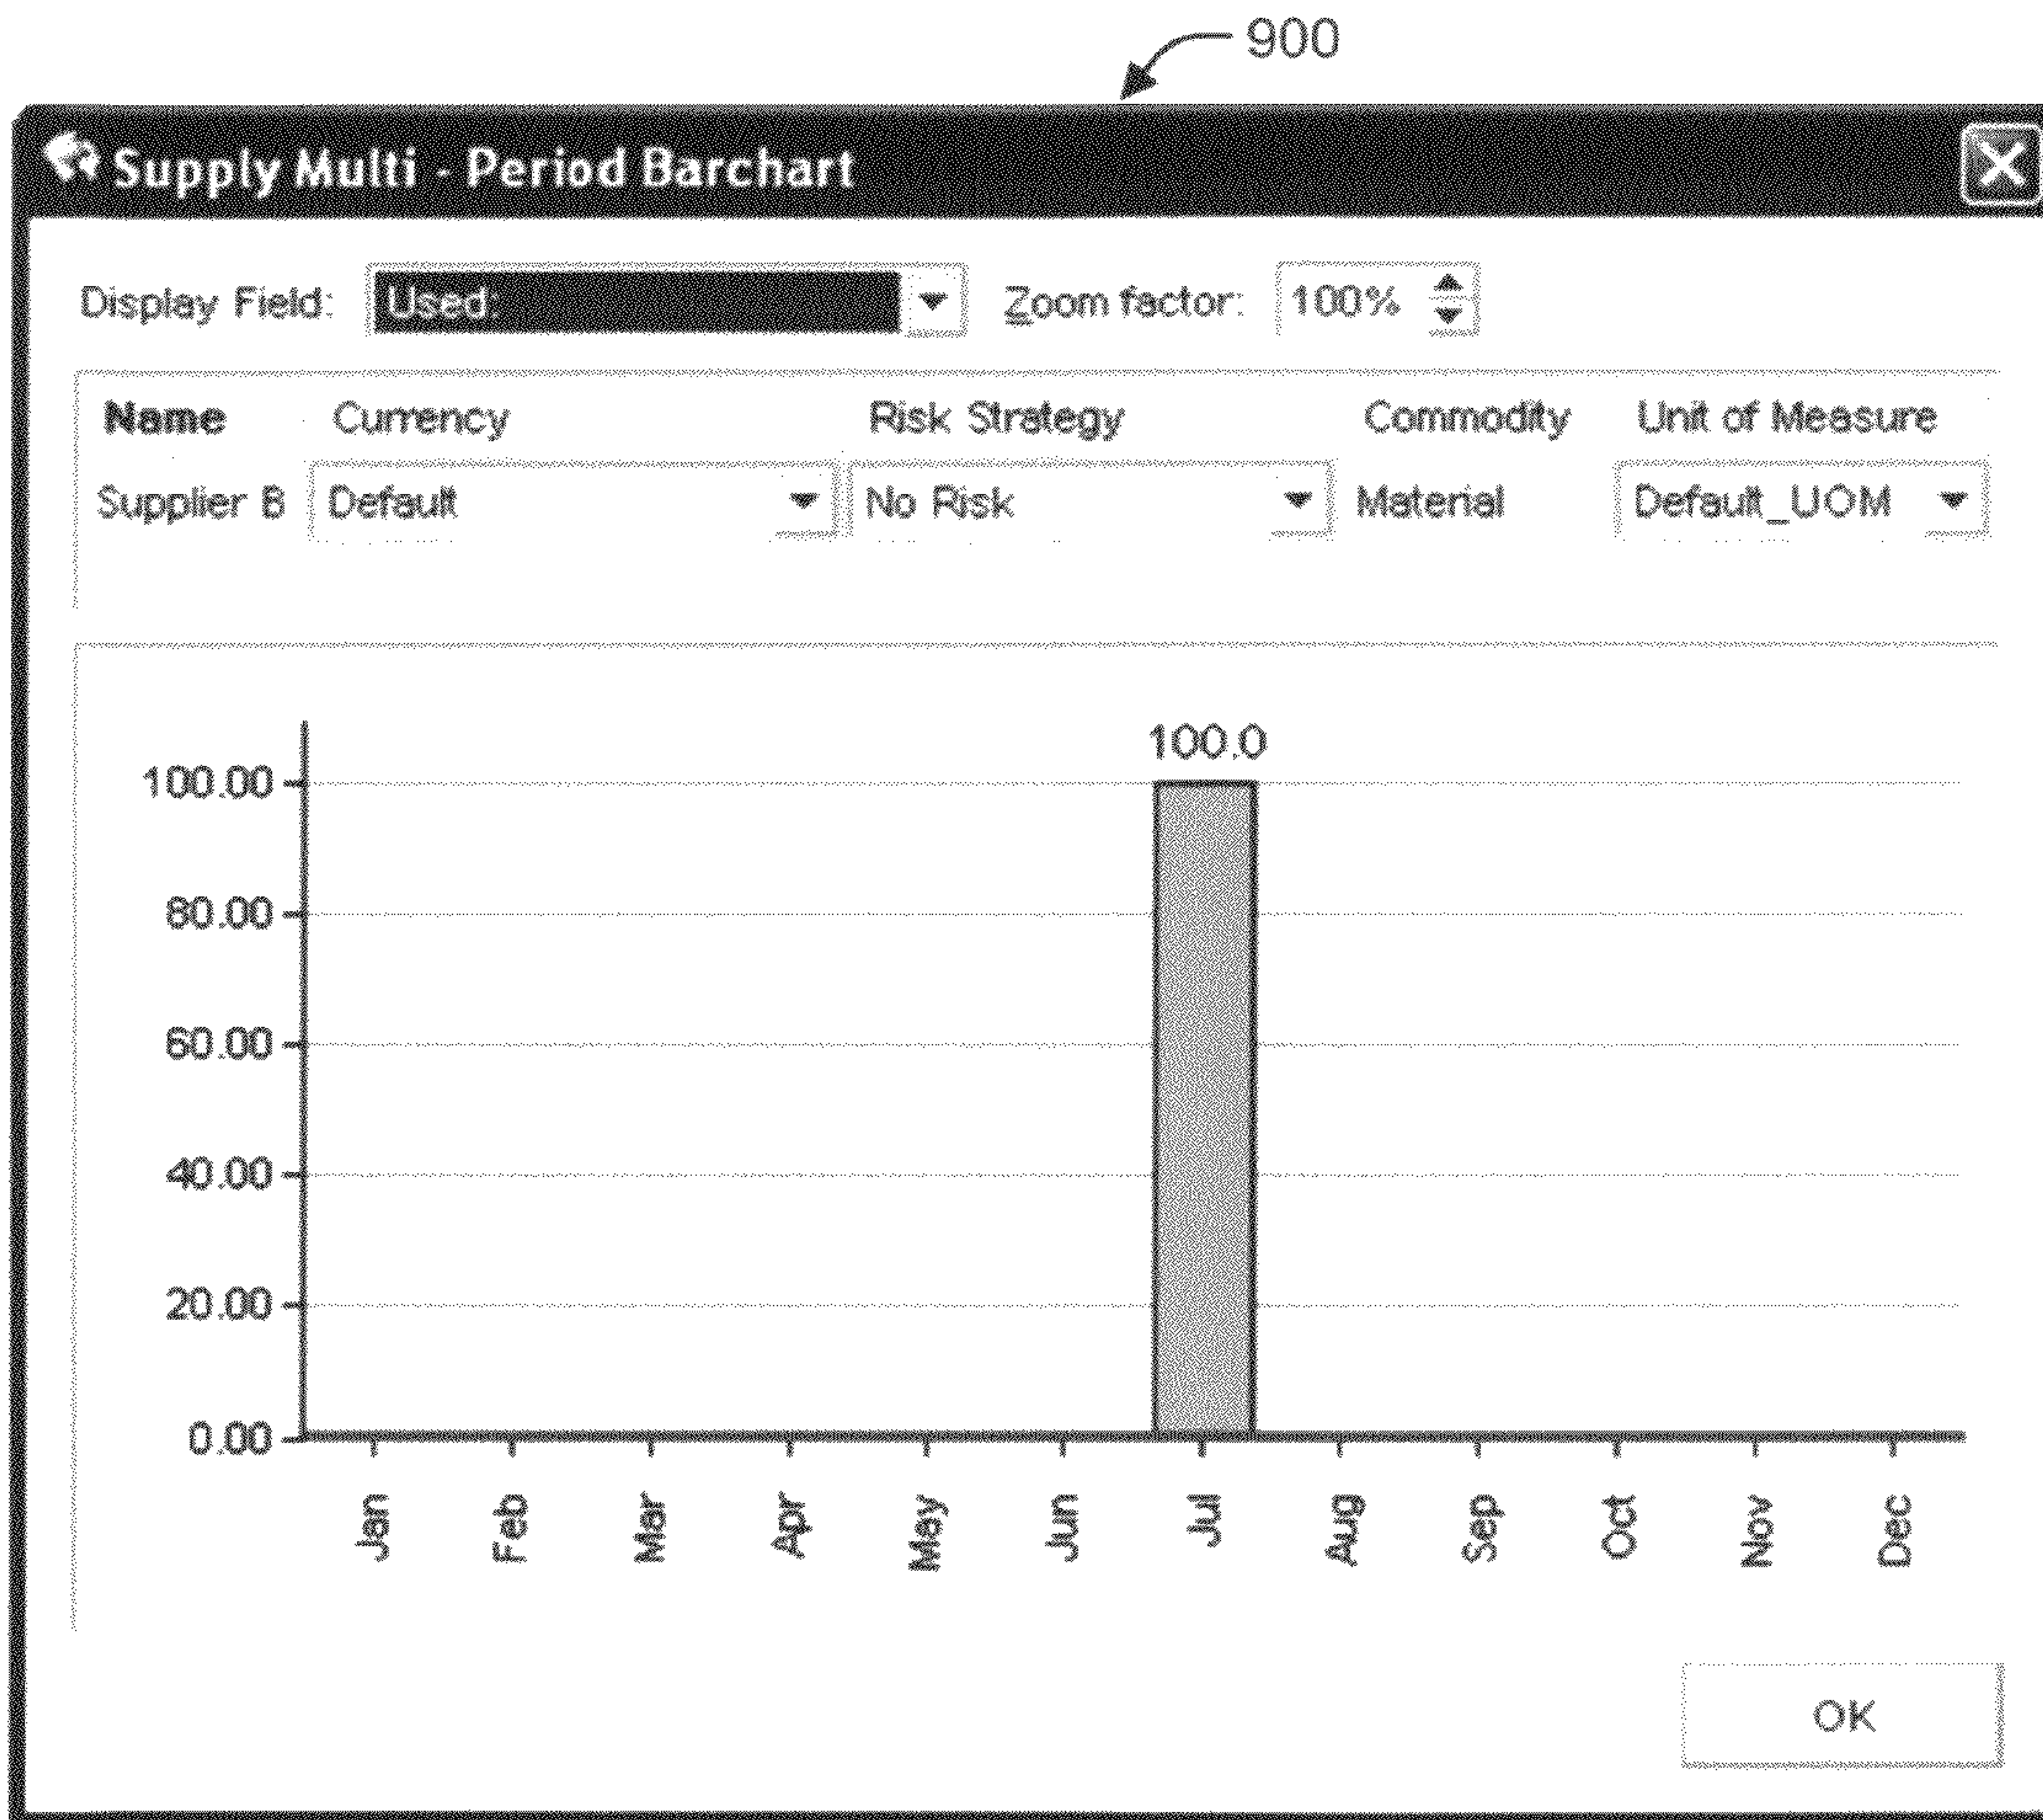 900
Supply Multi - Period Barchart
Display Field: Used: Zoom factor: 100%
Name Currency Risk Strategy Commodity Unit of Measure
Supplier B Default No Risk Material Default_UOM
100.0
100.00
80.00
60.00
40.00
20.00
0.00
Jan Feb Mar Apr May Jun Jul Aug Sep Oct Nov Dec
OK